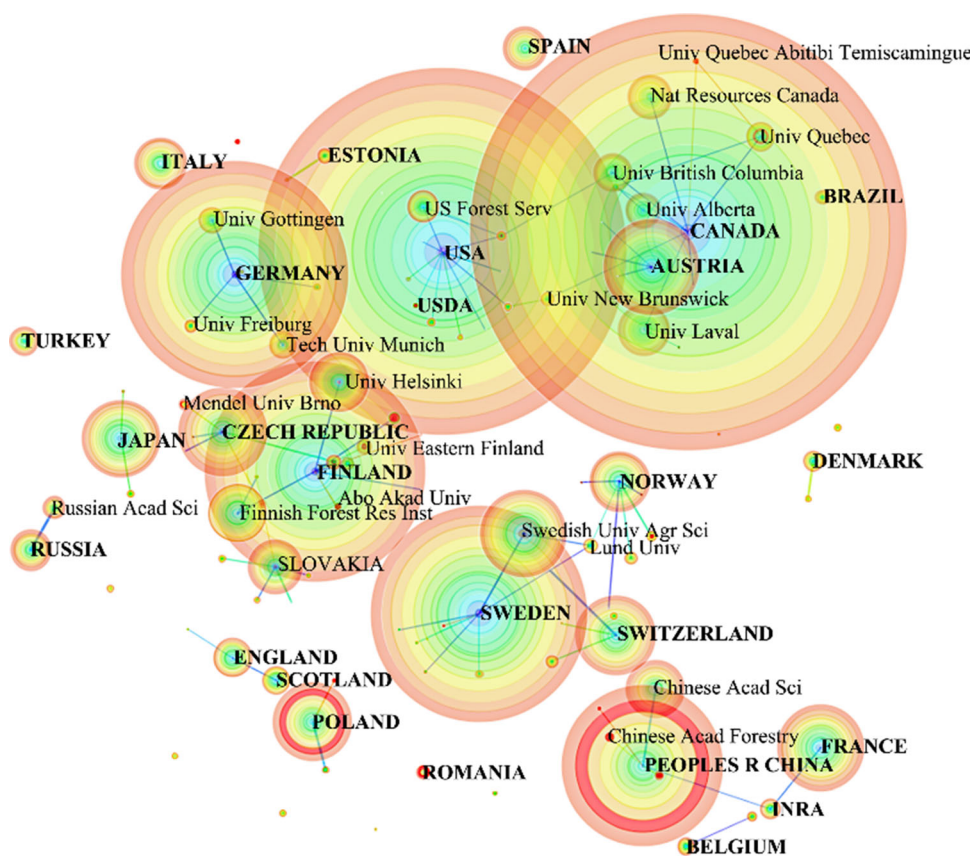 SPAIN
Univ Quebec Abitibi Temiscamingue
Nat Resources Canada
Univ Quebec
ITALY
ESTONIA
Univ British Columbia
BRAZIL
US Forest Serv
Univ Alberta
Univ Gottingen
CANADA
USA
AUSTRIA
GERMANY
USDA
Univ New Brunswick
Univ Freiburg
Univ Laval
TURKEY
Tech Univ Munich
Univ Helsinki
Mendel Univ Brno
CZECH REPUBLIC
JAPAN
Univ Eastern Finland
DENMARK
FINLAND
NORWAY
Abo Akad Univ
Russian Acad Sci
Finnish Forest Res Inst
Swedish Univ Agr Sci
RUSSIA
Lund Univ
SLOVAKIA
SWEDEN
SWITZERLAND
ENGLAND
SCOTLAND
Chinese Acad Sci
POLAND
Chinese Acad Forestry
FRANCE
PEOPLES R CHINA
ROMANIA
INRA
BELGIUM